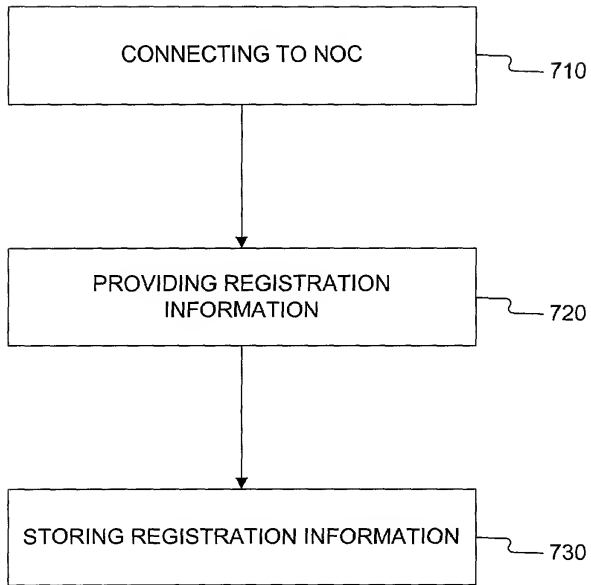 CONNECTING TO NOC
710
PROVIDING REGISTRATION
INFORMATION
720
STORING REGISTRATION INFORMATION
730